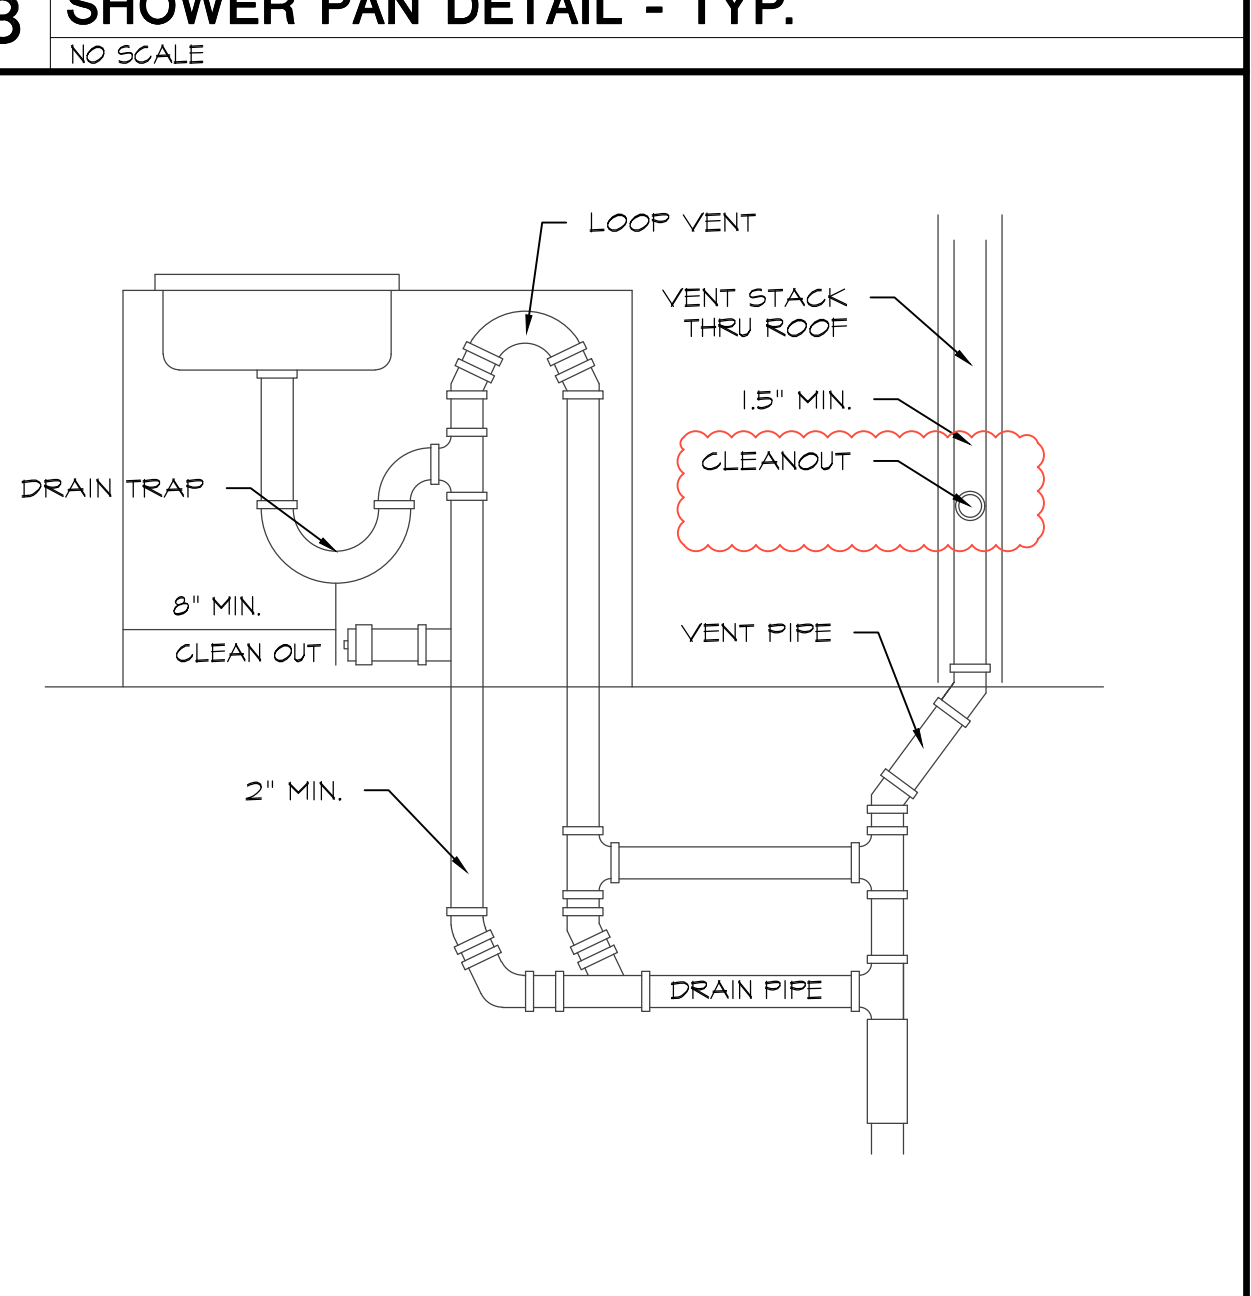 SHOWER PAN DETAIL - TYP.
NO SCALE
LOOP VENT
VENT STACK
THRU ROOF
1.5" MIN.
CLEANOUT
DRAIN TRAP
8" MIN.
CLEAN OUT
VENT PIPE
2" MIN.
DRAIN PIPE